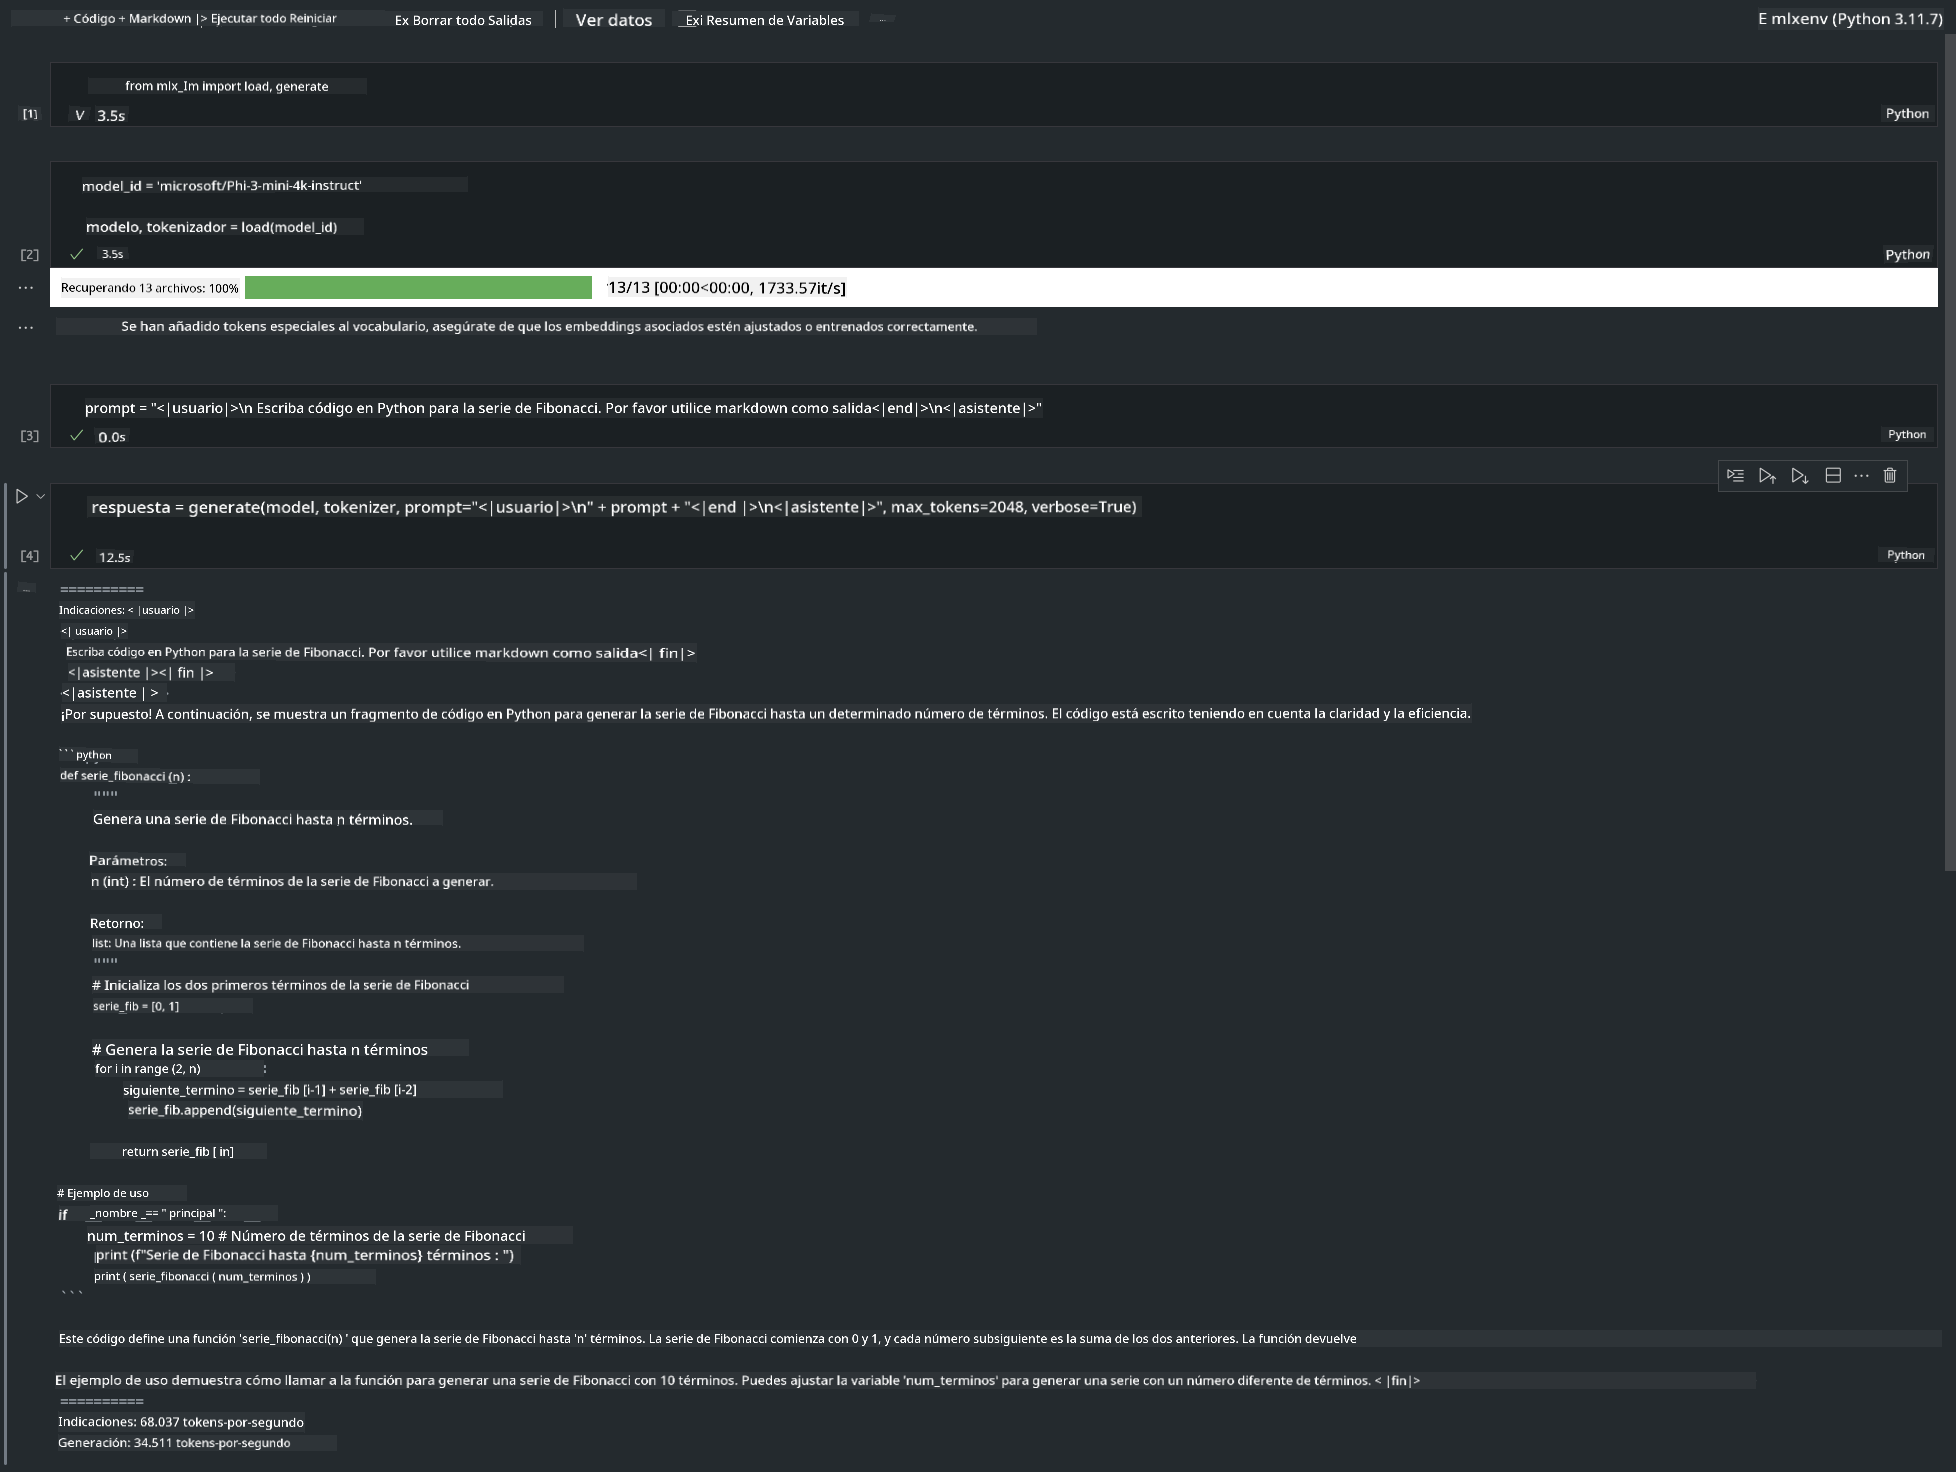 + Código + Markdown |> Ejecutar todo Reiniciar Ex Borrar todo Salidas | Ver datos Exi Resumen de Variables ... E mlxenv (Python 3.11.7)
from mlx_Im import load, generate
[1] V 3.5s Python
model_id = 'microsoft/Phi-3-mini-4k-instruct'
modelo, tokenizador = load(model_id)
[2] ✓ 3.5s Python
... Recuperando 13 archivos: 100% 13/13 [00:00<00:00, 1733.57it/s]
... Se han añadido tokens especiales al vocabulario, asegúrate de que los embeddings asociados estén ajustados o entrenados correctamente.
prompt = "<|usuario|>\n Escriba código en Python para la serie de Fibonacci. Por favor utilice markdown como salida<|end|>\n<|asistente|>"
[3] ✓ 0.0s Python
respuesta = generate(model, tokenizer, prompt="<|usuario|>\n" + prompt + "<|end |>\n<|asistente|>", max_tokens=2048, verbose=True)
[4] ✓ 12.5s Python
... ==========
Indicaciones: < |usuario |>
<| usuario |>
Escriba código en Python para la serie de Fibonacci. Por favor utilice markdown como salida<| fin|>
<|asistente |><| fin |>
<|asistente | >
¡Por supuesto! A continuación, se muestra un fragmento de código en Python para generar la serie de Fibonacci hasta un determinado número de términos. El código está escrito teniendo en cuenta la claridad y la eficiencia.
```python
def serie_fibonacci (n) :
"""
Genera una serie de Fibonacci hasta n términos.
Parámetros:
n (int) : El número de términos de la serie de Fibonacci a generar.
Retorno:
list: Una lista que contiene la serie de Fibonacci hasta n términos.
"""
# Inicializa los dos primeros términos de la serie de Fibonacci
serie_fib = [0, 1]
# Genera la serie de Fibonacci hasta n términos
for i in range (2, n) :
siguiente_termino = serie_fib [i-1] + serie_fib [i-2]
serie_fib.append(siguiente_termino)
return serie_fib [ in]
# Ejemplo de uso
if _nombre _== " principal ":
num_terminos = 10 # Número de términos de la serie de Fibonacci
print (f"Serie de Fibonacci hasta {num_terminos} términos : ")
print ( serie_fibonacci ( num_terminos ) )
```
Este código define una función 'serie_fibonacci(n) ' que genera la serie de Fibonacci hasta 'n' términos. La serie de Fibonacci comienza con 0 y 1, y cada número subsiguiente es la suma de los dos anteriores. La función devuelve
El ejemplo de uso demuestra cómo llamar a la función para generar una serie de Fibonacci con 10 términos. Puedes ajustar la variable 'num_terminos' para generar una serie con un número diferente de términos. < |fin|>
==========
Indicaciones: 68.037 tokens-por-segundo
Generación: 34.511 tokens-por-segundo